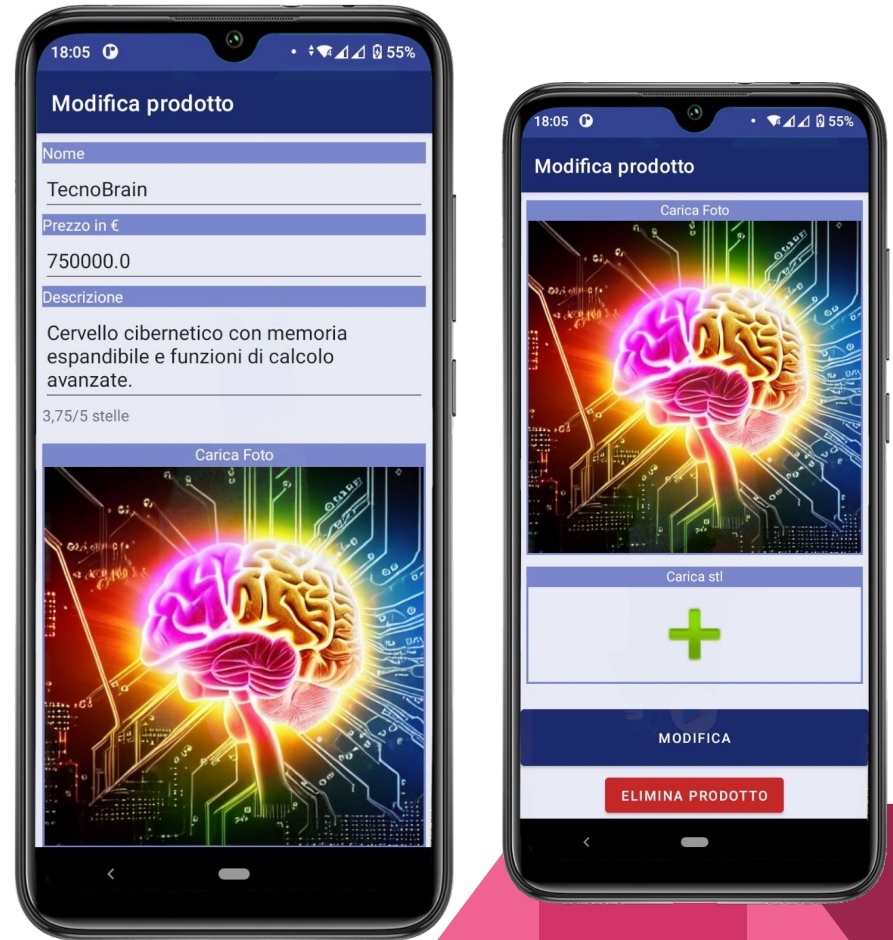 18:05
55%
Modifica prodotto
Nome
TecnoBrain
Prezzo in €
750000.0
Descrizione
Cervello cibernetico con memoria
espandibile e funzioni di calcolo
avanzate.
3,75/5 stelle
Carica Foto
18:05
55%
Modifica prodotto
Carica Foto
Carica stl
MODIFICA
ELIMINA PRODOTTO